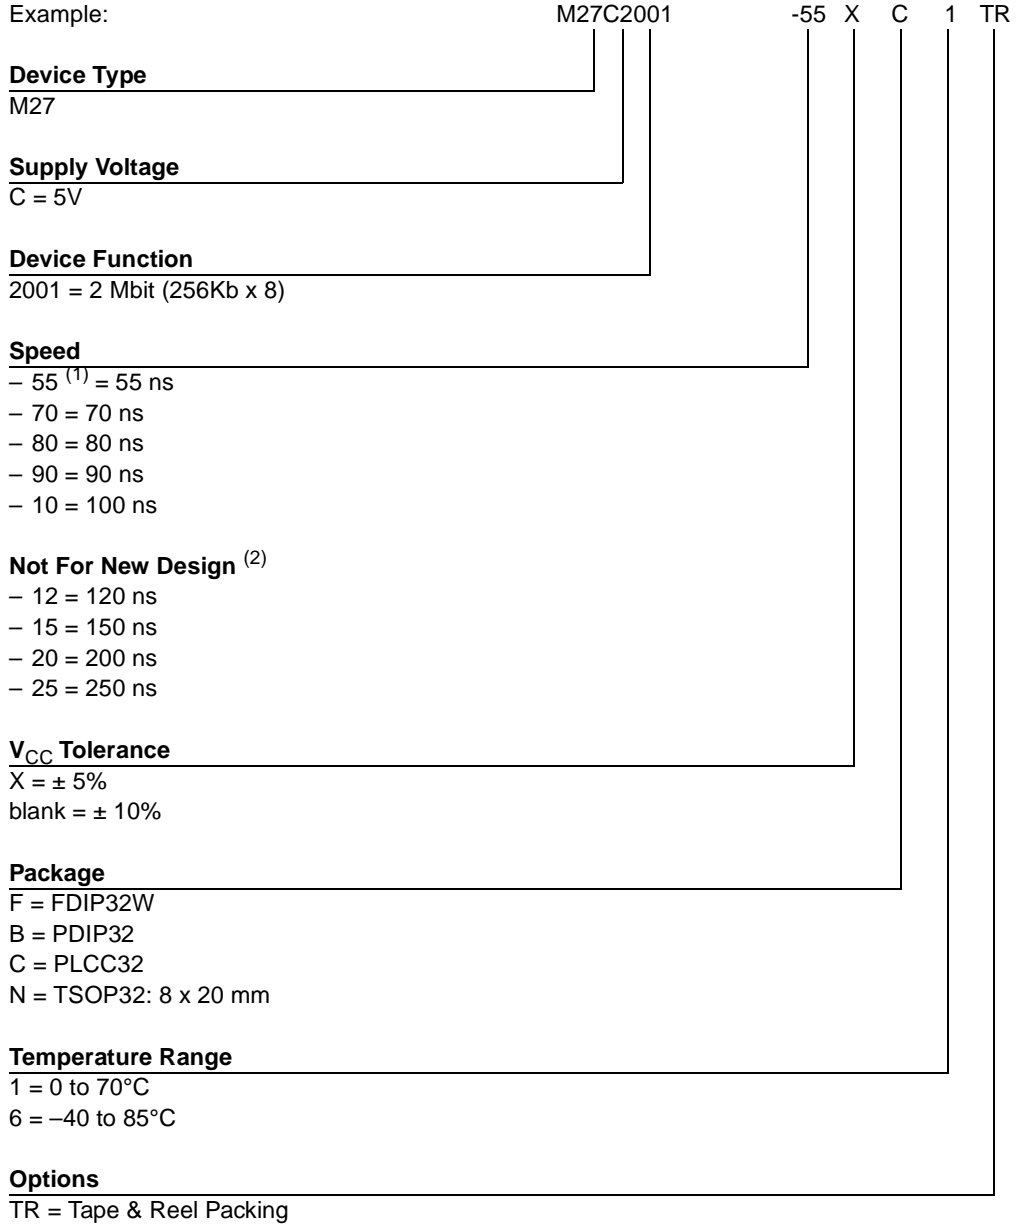 Example: M27C2001 -55 X C 1 TR
Device Type
M27
Supply Voltage
C = 5V
Device Function
2001 = 2 Mbit (256Kb x 8)
Speed
– 55 (1) = 55 ns
– 70 = 70 ns
– 80 = 80 ns
– 90 = 90 ns
– 10 = 100 ns
Not For New Design (2)
– 12 = 120 ns
– 15 = 150 ns
– 20 = 200 ns
– 25 = 250 ns
VCC Tolerance
X = ± 5%
blank = ± 10%
Package
F = FDIP32W
B = PDIP32
C = PLCC32
N = TSOP32: 8 x 20 mm
Temperature Range
1 = 0 to 70°C
6 = –40 to 85°C
Options
TR = Tape & Reel Packing